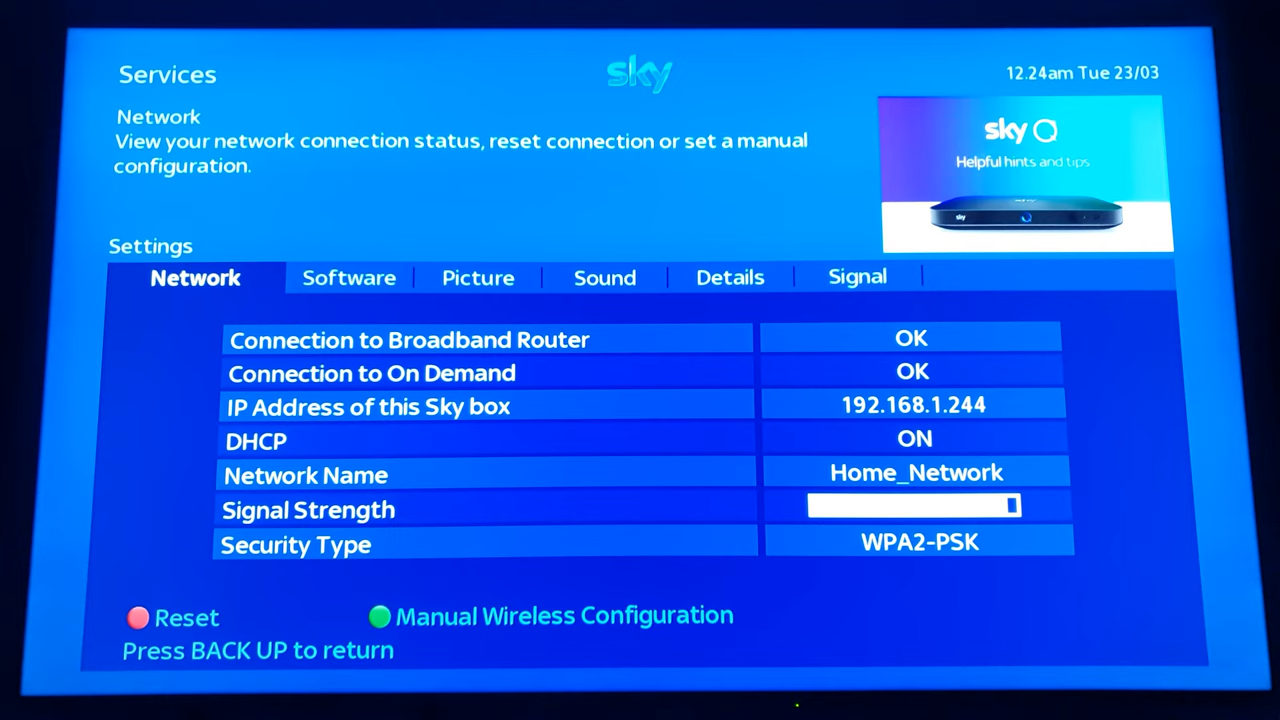 Services
sky
12.24am Tue 23/03
Network
View your network connection status, reset connection or set a manual
configuration.
sky Q
Helpful hints and tips
sky
Settings
Network Software Picture Sound Details Signal
Connection to Broadband Router OK
Connection to On Demand OK
IP Address of this Sky box 192.168.1.244
DHCP ON
Network Name Home_Network
Signal Strength
Security Type WPA2-PSK
Reset Manual Wireless Configuration
Press BACK UP to return